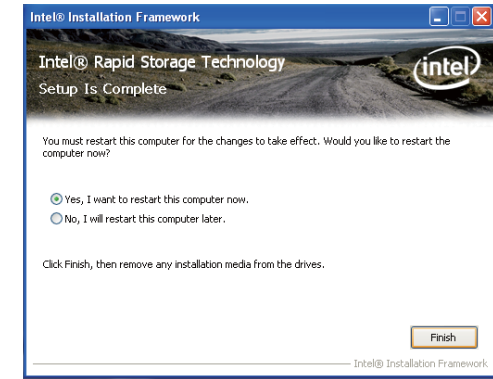 Intel® Installation Framework
Intel® Rapid Storage Technology
Setup Is Complete
intel
You must restart this computer for the changes to take effect. Would you like to restart the
computer now?
Yes, I want to restart this computer now.
No, I will restart this computer later.
Click Finish, then remove any installation media from the drives.
Finish
Intel® Installation Framework